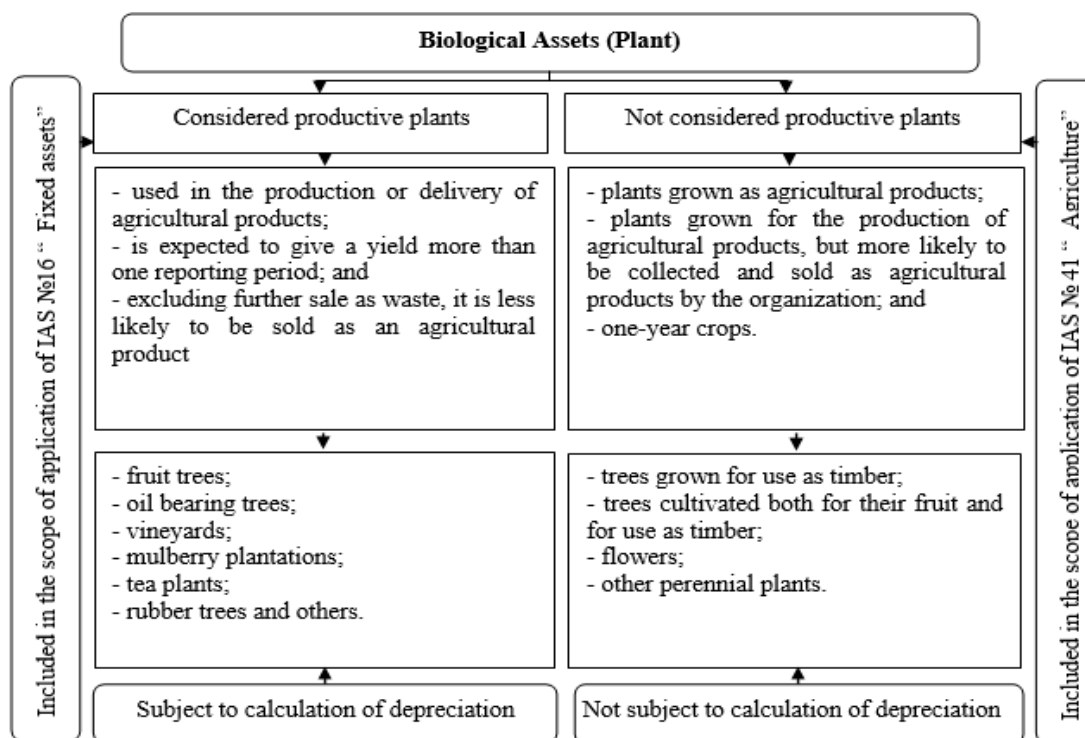 Biological Assets (Plant)
Included in the scope of application of IAS №16 “ Fixed assets”
Considered productive plants
Not considered productive plants
Included in the scope of application of IAS № 41 “ Agriculture”
- used in the production or delivery of
agricultural products;
- is expected to give a yield more than
one reporting period; and
- excluding further sale as waste, it is less
likely to be sold as an agricultural
product
- plants grown as agricultural products;
- plants grown for the production of
agricultural products, but more likely to
be collected and sold as agricultural
products by the organization; and
- one-year crops.
- fruit trees;
- oil bearing trees;
- vineyards;
- mulberry plantations;
- tea plants;
- rubber trees and others.
- trees grown for use as timber;
- trees cultivated both for their fruit and
for use as timber;
- flowers;
- other perennial plants.
Subject to calculation of depreciation
Not subject to calculation of depreciation